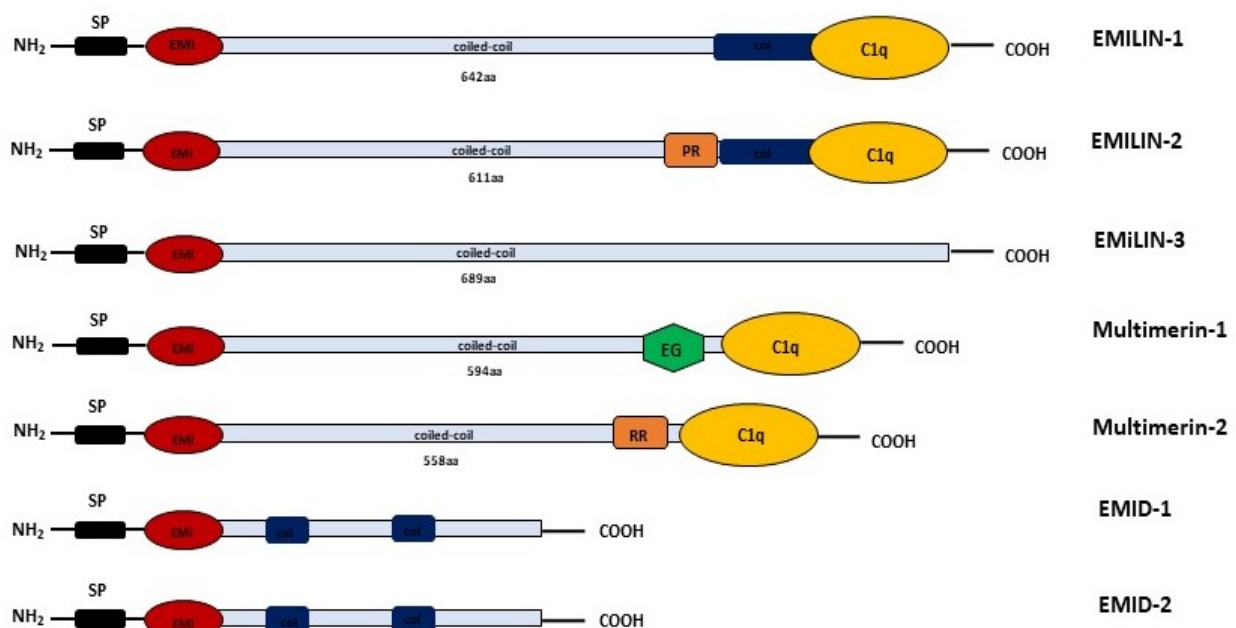 SP
NH2 EMI coiled-coil col C1q COOH EMILIN-1
642aa
SP
NH2 EMI coiled-coil PR col C1q COOH EMILIN-2
611aa
SP
NH2 EMI coiled-coil COOH EMiLIN-3
689aa
SP
NH2 EMI coiled-coil EG C1q COOH Multimerin-1
594aa
SP
NH2 EMI coiled-coil RR C1q COOH Multimerin-2
558aa
SP
NH2 EMI col col COOH EMID-1
SP
NH2 EMI col col COOH EMID-2